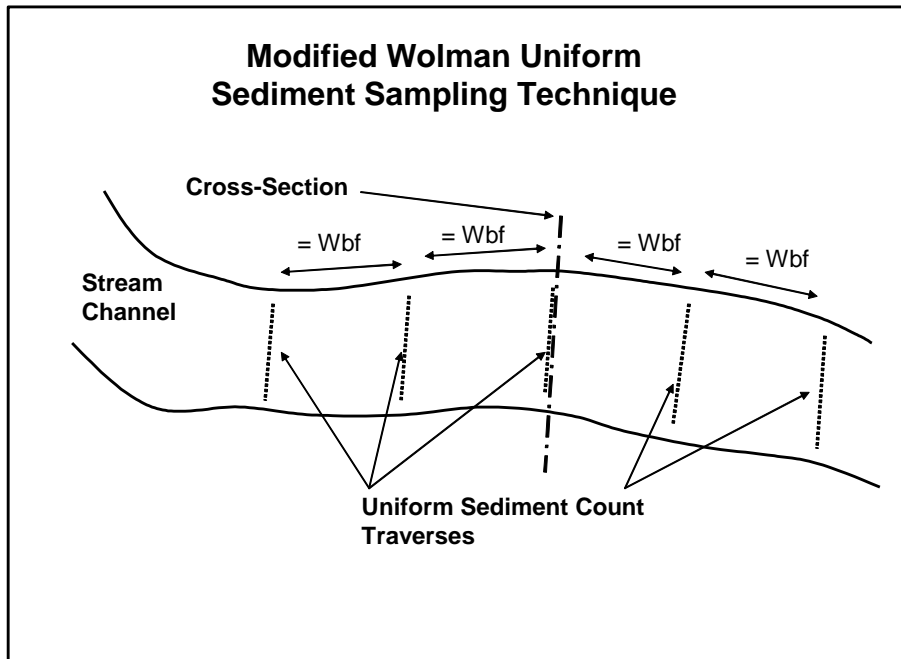 Modified Wolman Uniform
Sediment Sampling Technique
Cross-Section
= Wbf
= Wbf
= Wbf
= Wbf
Stream
Channel
Uniform Sediment Count
Traverses